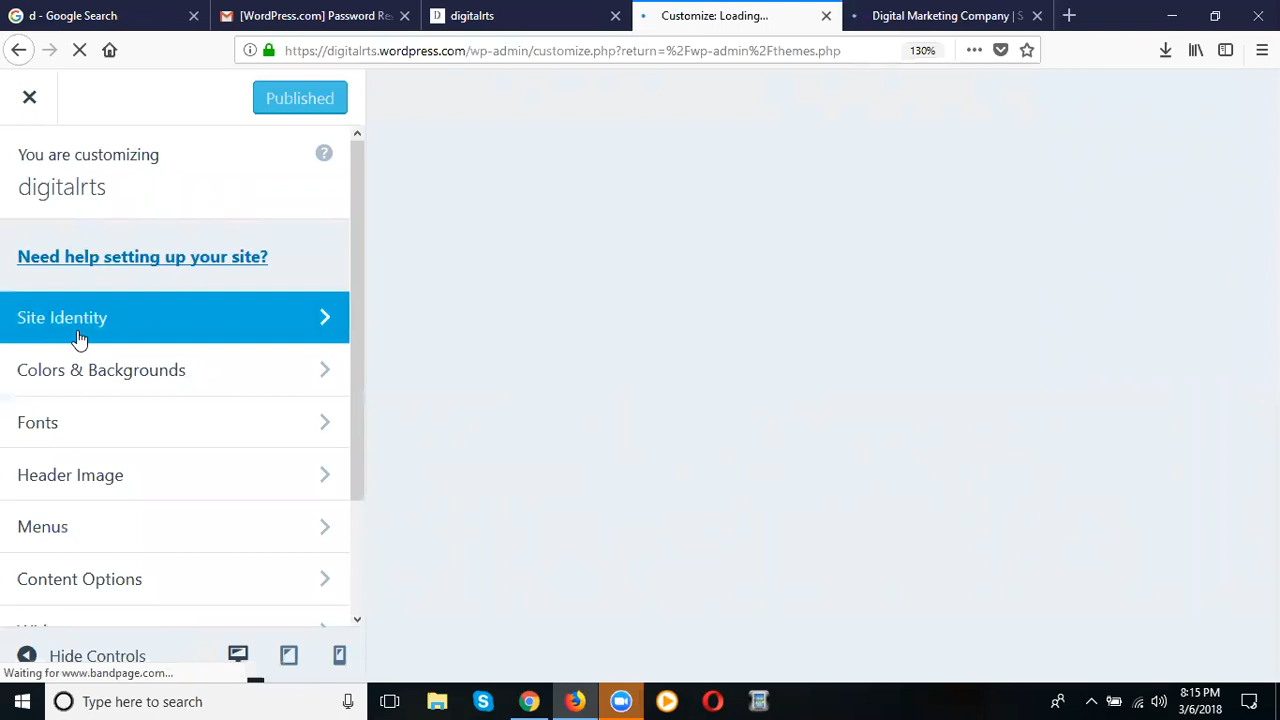 d - Google Search
[WordPress.com] Password Re
digitalrts
Customize: Loading...
Digital Marketing Company | S
https://digitalrts.wordpress.com/wp-admin/customize.php?return=%2Fwp-admin%2Fthemes.php
130%
Published
You are customizing
digitalrts
Need help setting up your site?
Site Identity
Colors & Backgrounds
Fonts
Header Image
Menus
Content Options
Hide Controls
Waiting for www.bandpage.com...
Type here to search
8:15 PM
3/6/2018